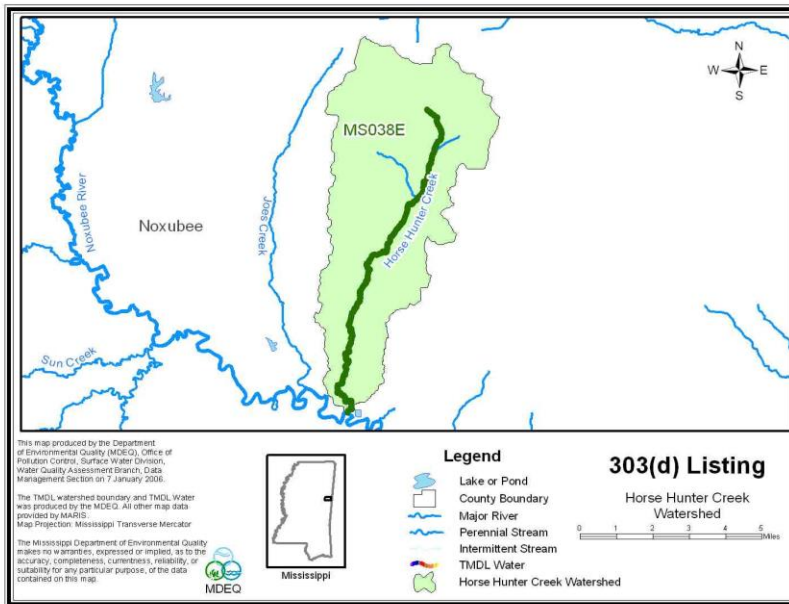 N
W E
S
MS038E
Noxubee River
Noxubee
Joes Creek
Horse Hunter Creek
Sun Creek
This map produced by the Department
of Environmental Quality (MDEQ), Office of
Pollution Control, Surface Water Division,
Water Quality Assessment Branch, Data
Management Section on 7 January 2006.
The TMDL watershed boundary and TMDL Water
was produced by the MDEQ. All other map data
provided by MARIS.
Map Projection: Mississippi Transverse Mercator
The Mississippi Department of Environmental Quality
makes no warranties, expressed or implied, as to the
accuracy, completeness, currentness, reliability, or
suitability for any particular purpose, of the data
contained on this map.
MDEQ
Mississippi
Legend
Lake or Pond
County Boundary
Major River
Perennial Stream
Intermittent Stream
TMDL Water
Horse Hunter Creek Watershed
303(d) Listing
Horse Hunter Creek
Watershed
0 1 2 3 4 5
Miles